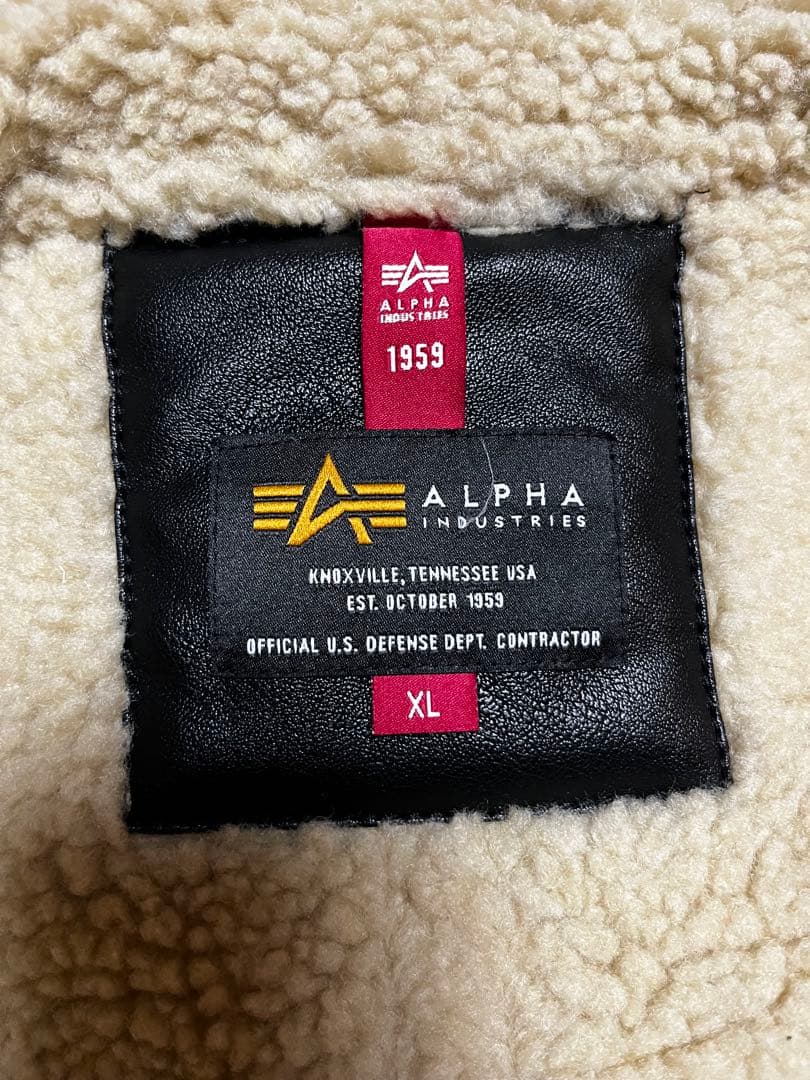 ALPHA
INDUSTRIES
1959
ALPHA
INDUSTRIES
KNOXVILLE, TENNESSEE USA
EST. OCTOBER 1959
OFFICIAL U.S. DEFENSE DEPT. CONTRACTOR
XL